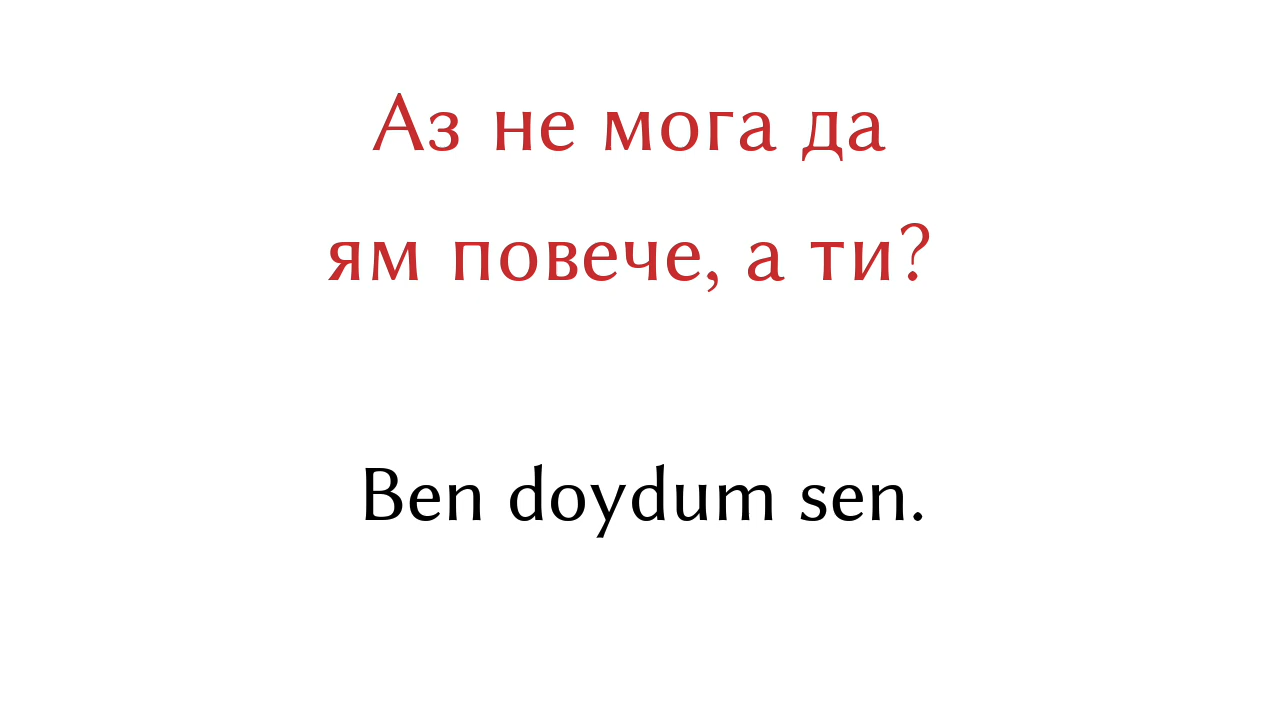 Аз не мога да
ям повече, а ти?
Ben doydum sen.